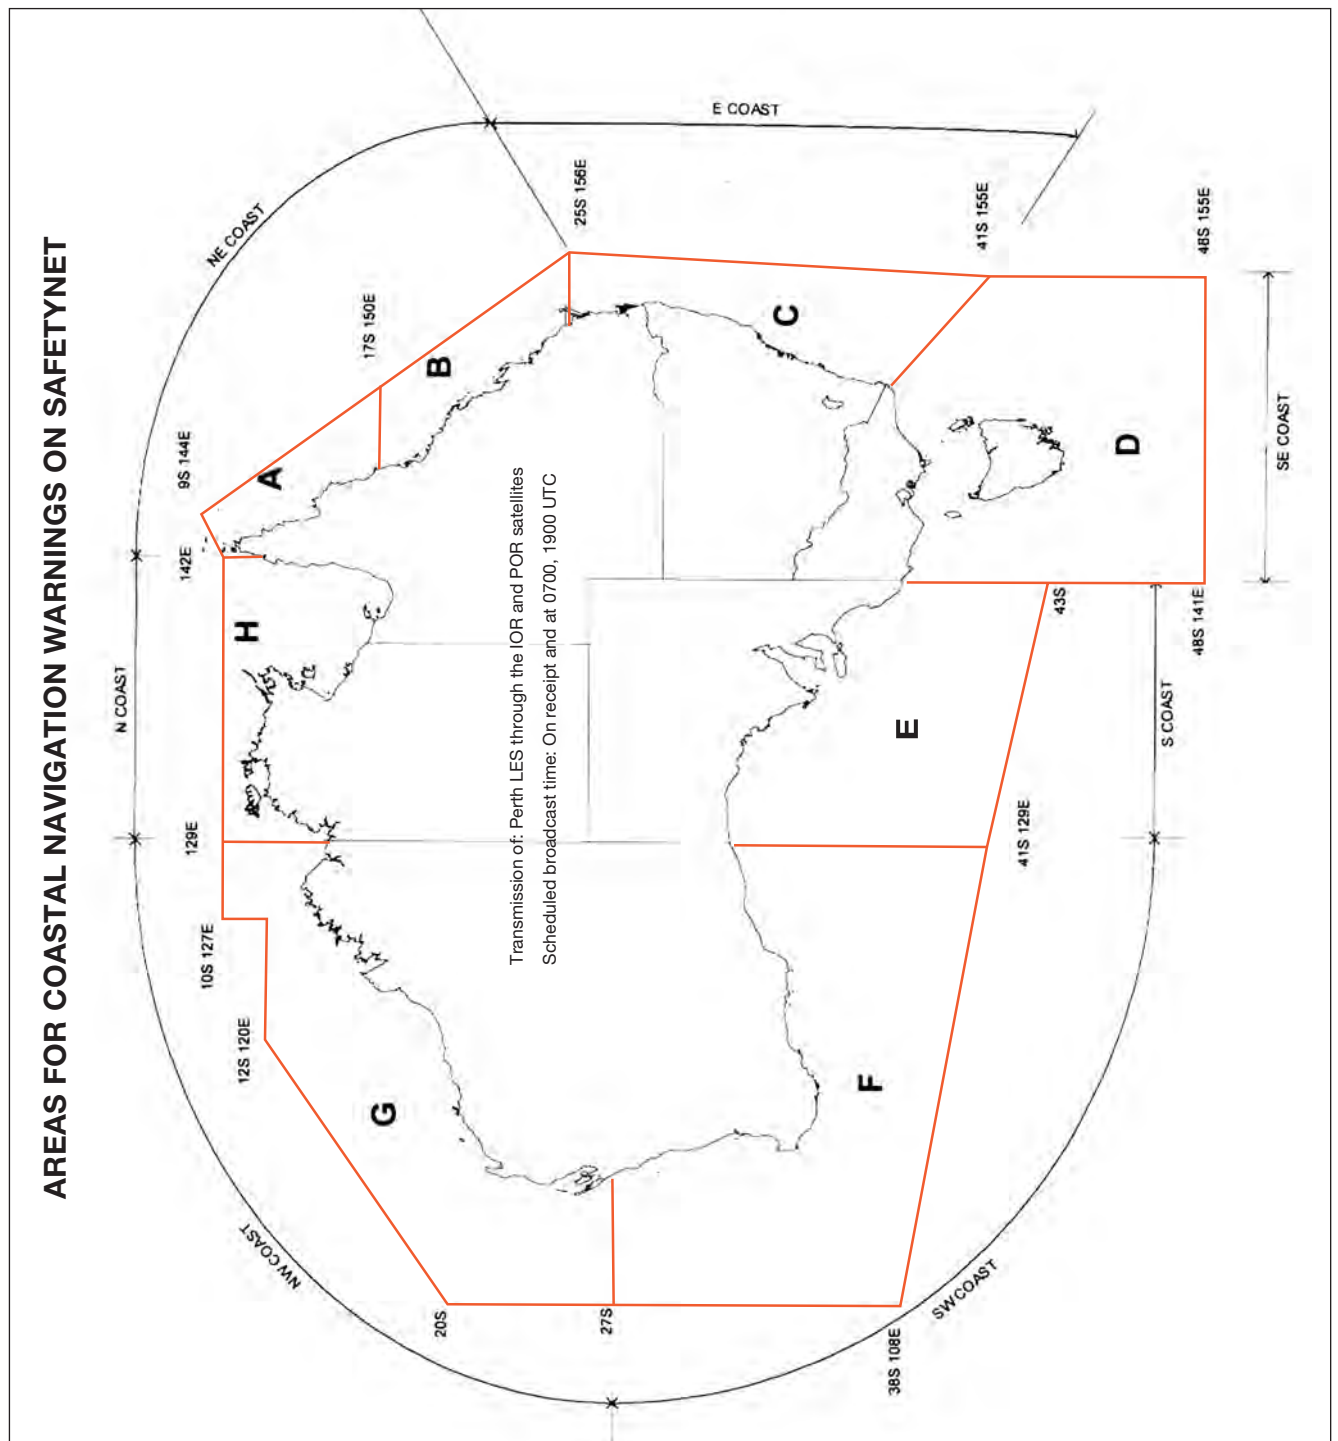 AREAS FOR COASTAL NAVIGATION WARNINGS ON SAFETYNET
N COAST
NW COAST
NE COAST
10S 127E
129E
142E
9S 144E
12S 120E
H
A
17S 150E
G
B
20S
25S 156E
E COAST
Transmission of: Perth LES through the IOR and POR satellites
Scheduled broadcast time: On receipt and at 0700, 1900 UTC
27S
C
F
E
38S 108E
41S 155E
SW COAST
41S 129E
43S
D
S COAST
48S 141E
48S 155E
SE COAST